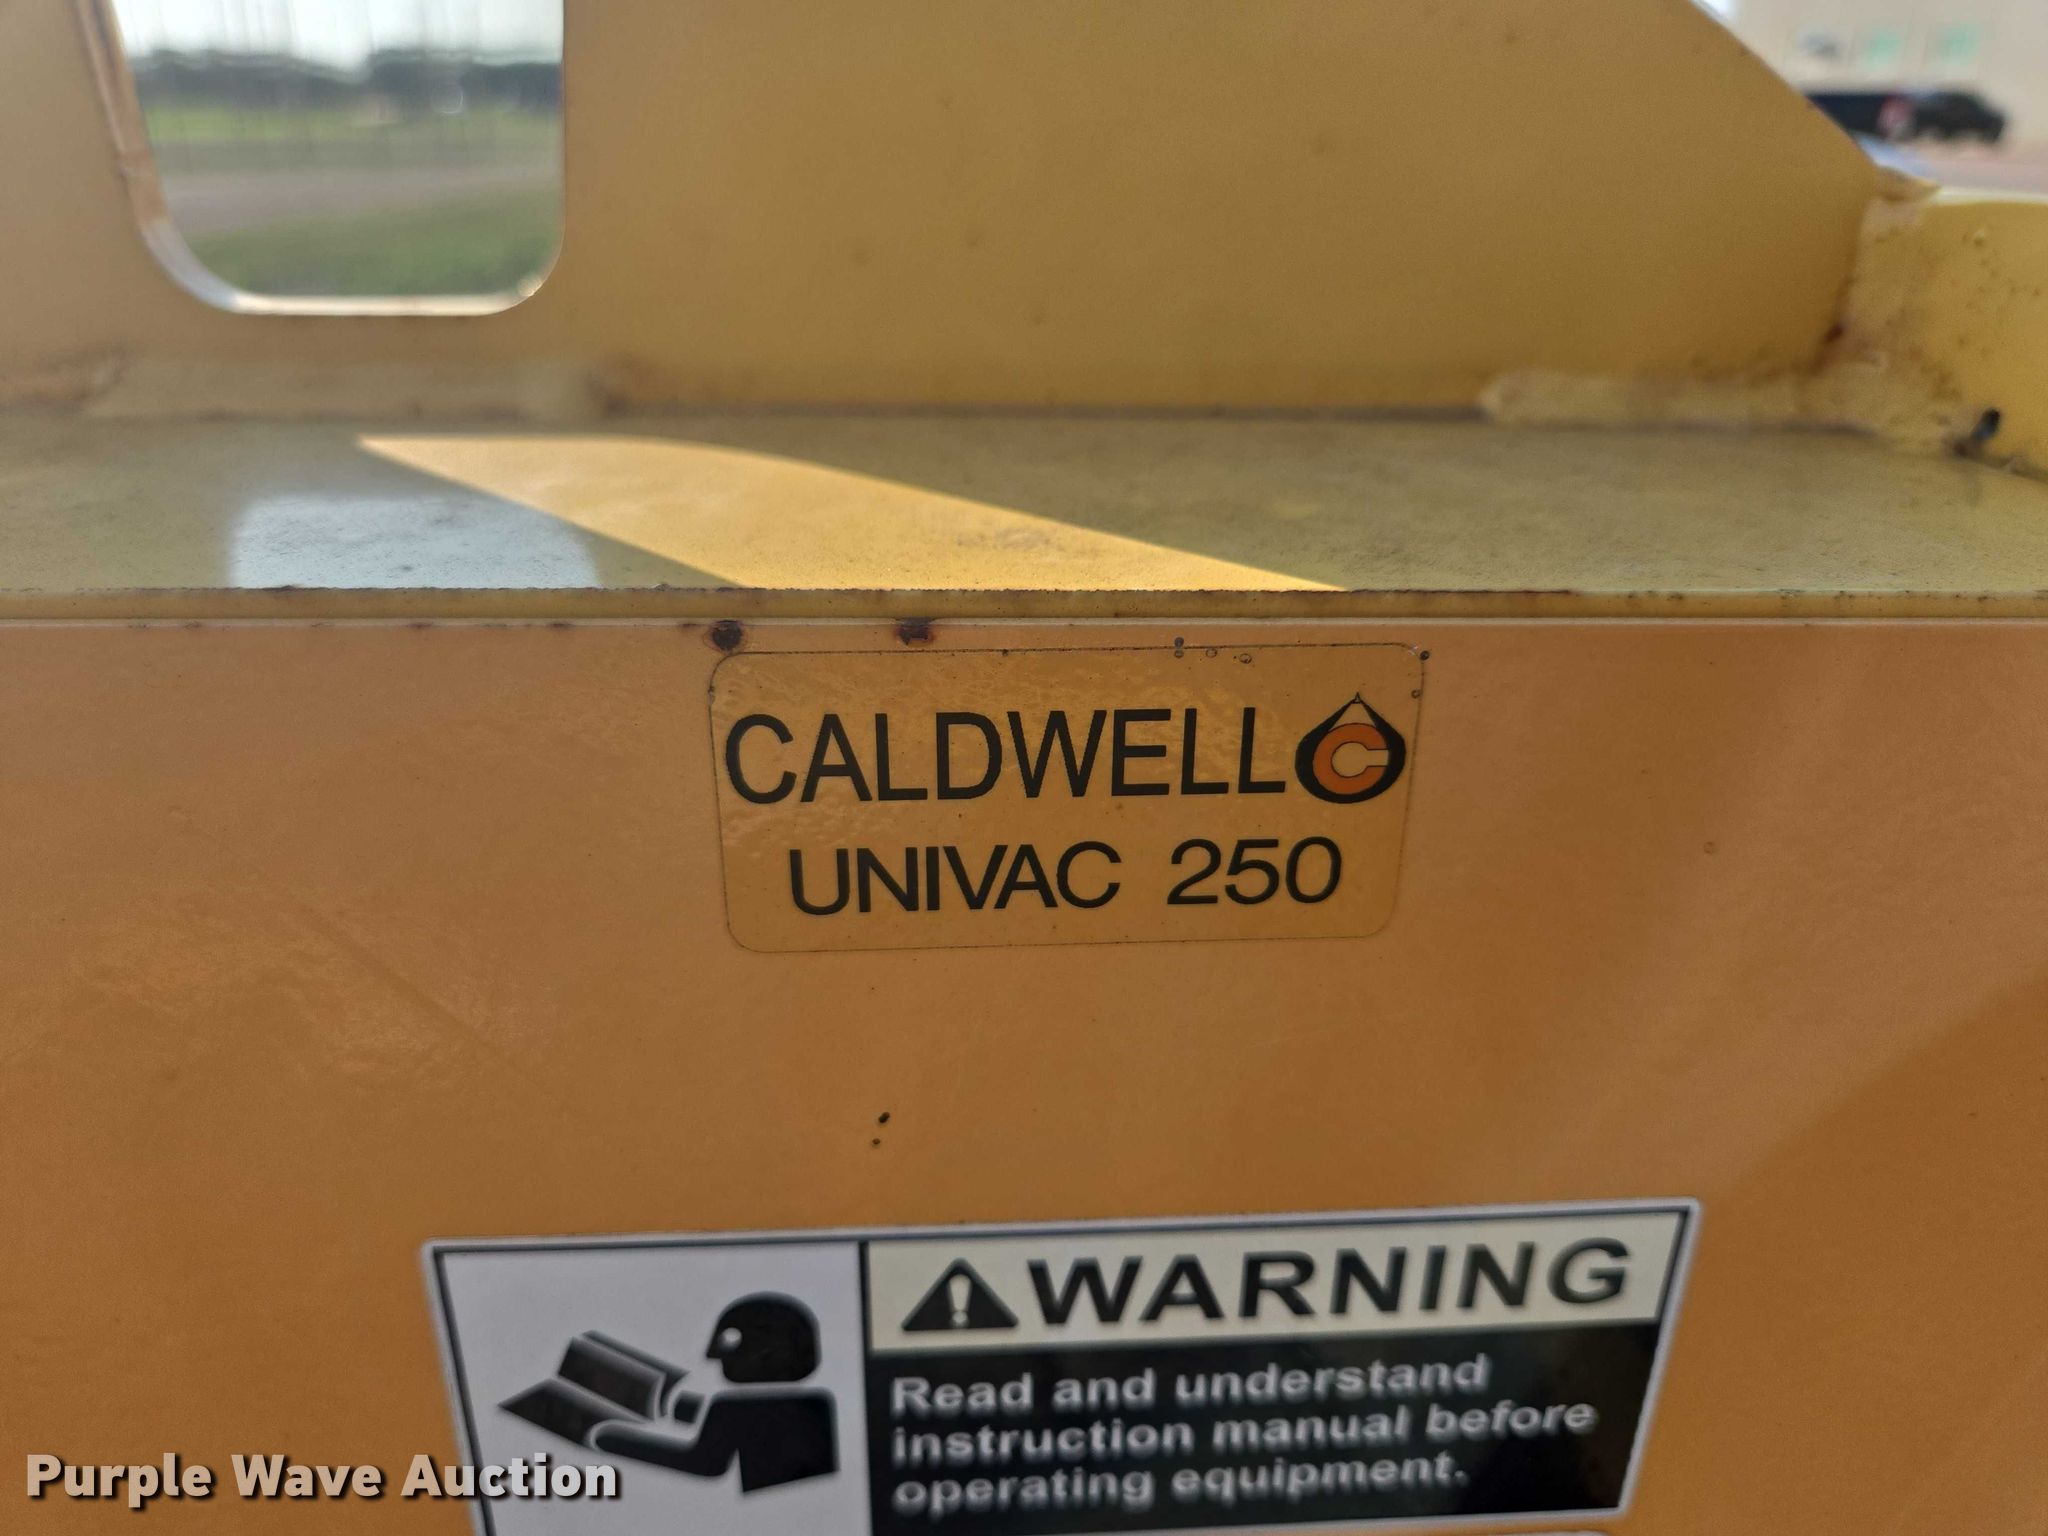 CALDWELL C
UNIVAC 250
! WARNING
Read and understand
instruction manual before
operating equipment.
Purple Wave Auction